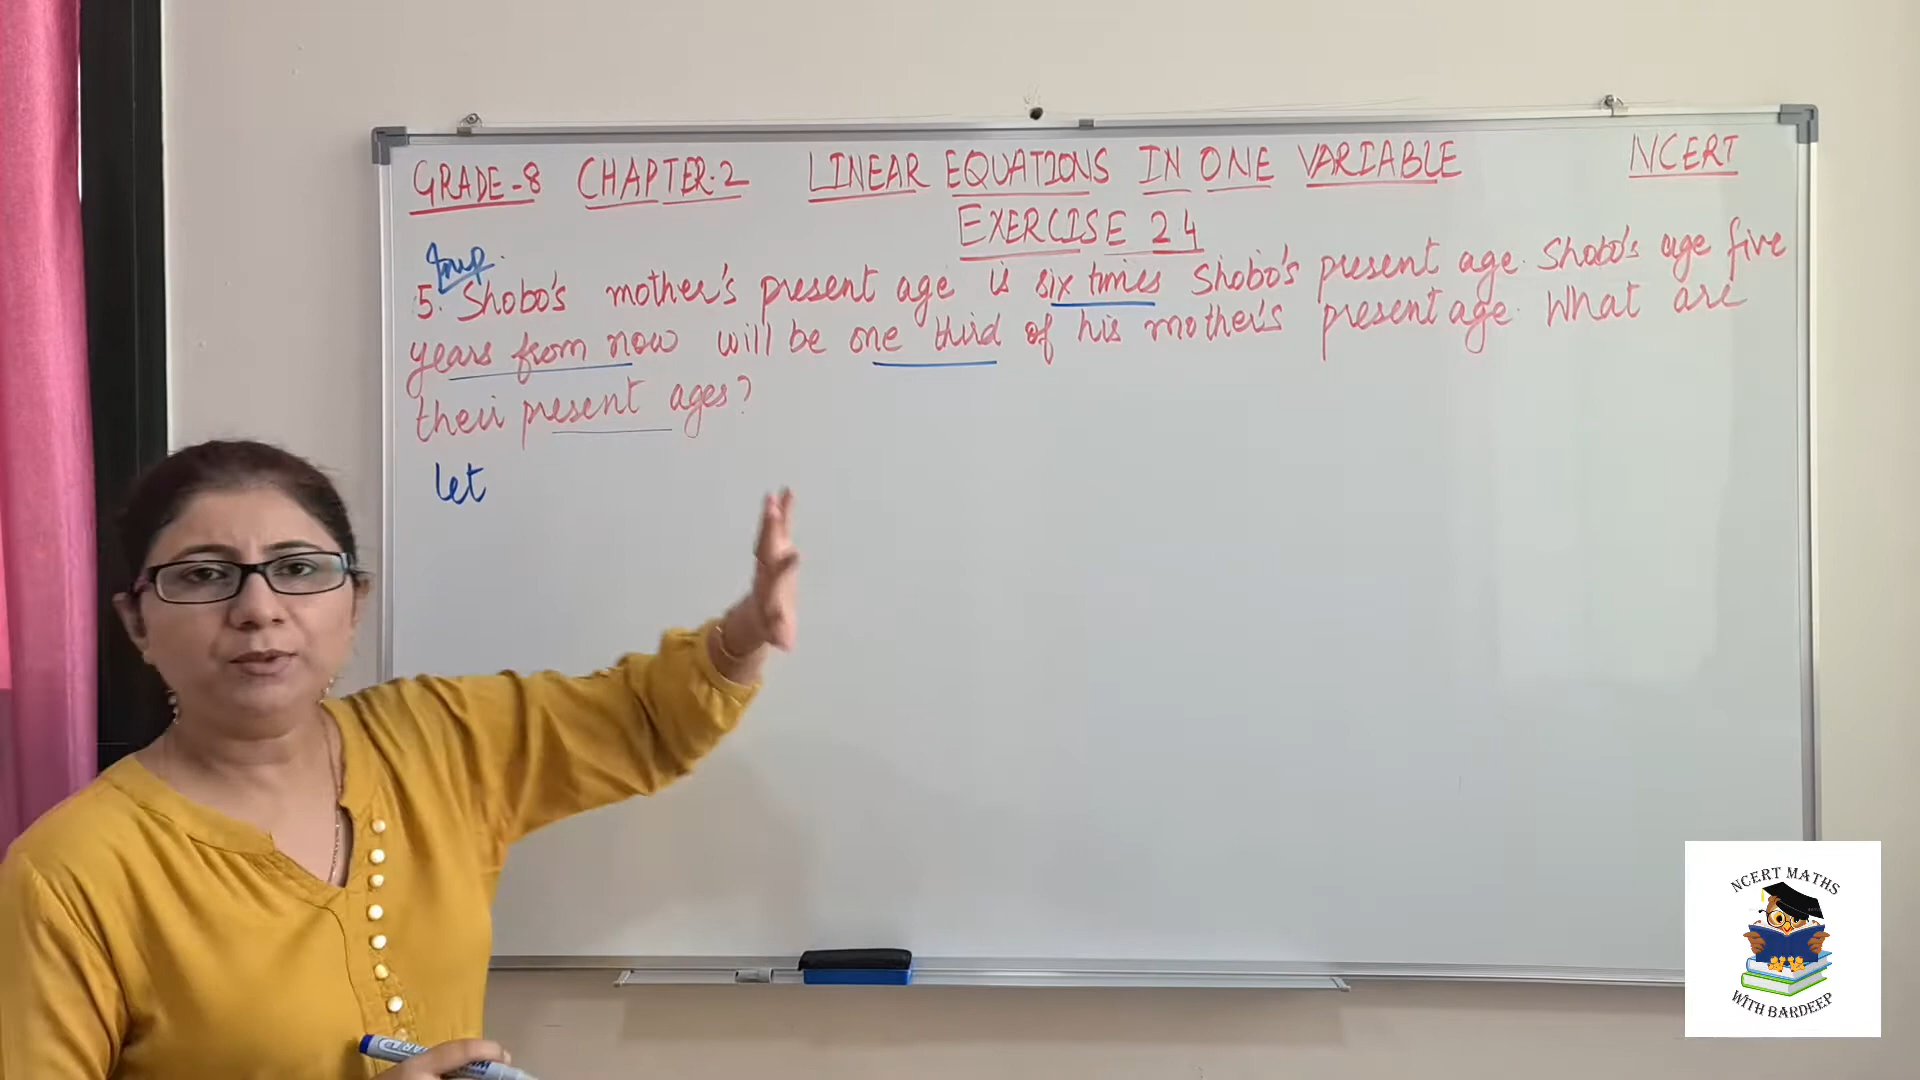 GRADE-8 CHAPTER.2 LINEAR EQUATIONS IN ONE VARIABLE NCERT
EXERCISE 2.4
Imp.
5. Shobo's mother's present age is six times Shobo's present age. Shobo's age five
years from now will be one third of his mother's present age. What are
their present ages?
let
NCERT MATHS
WITH BARDEEP